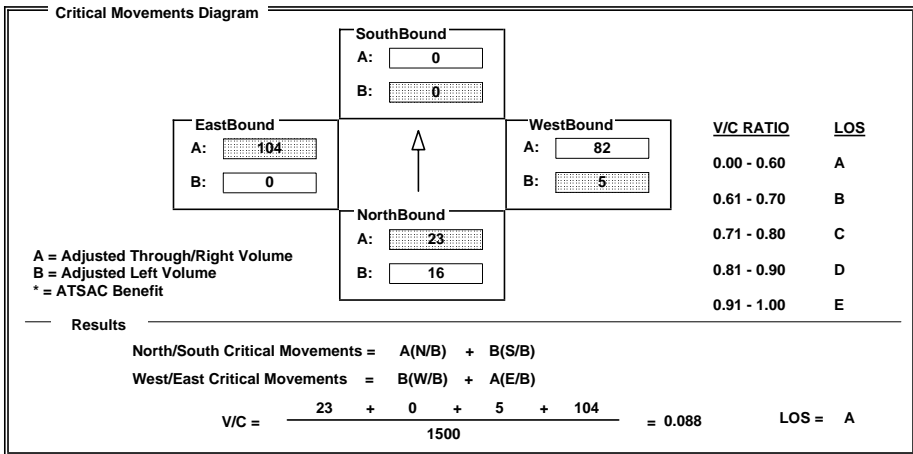 Critical Movements Diagram
SouthBound
A: 0
B: 0
EastBound
A: 104
B: 0
WestBound
A: 82
B: 5
NorthBound
A: 23
B: 16
A = Adjusted Through/Right Volume
B = Adjusted Left Volume
* = ATSAC Benefit
V/C RATIO LOS
0.00 - 0.60 A
0.61 - 0.70 B
0.71 - 0.80 C
0.81 - 0.90 D
0.91 - 1.00 E
Results
North/South Critical Movements = A(N/B) + B(S/B)
West/East Critical Movements = B(W/B) + A(E/B)
V/C = 23 + 0 + 5 + 104 = 0.088 LOS = A
1500